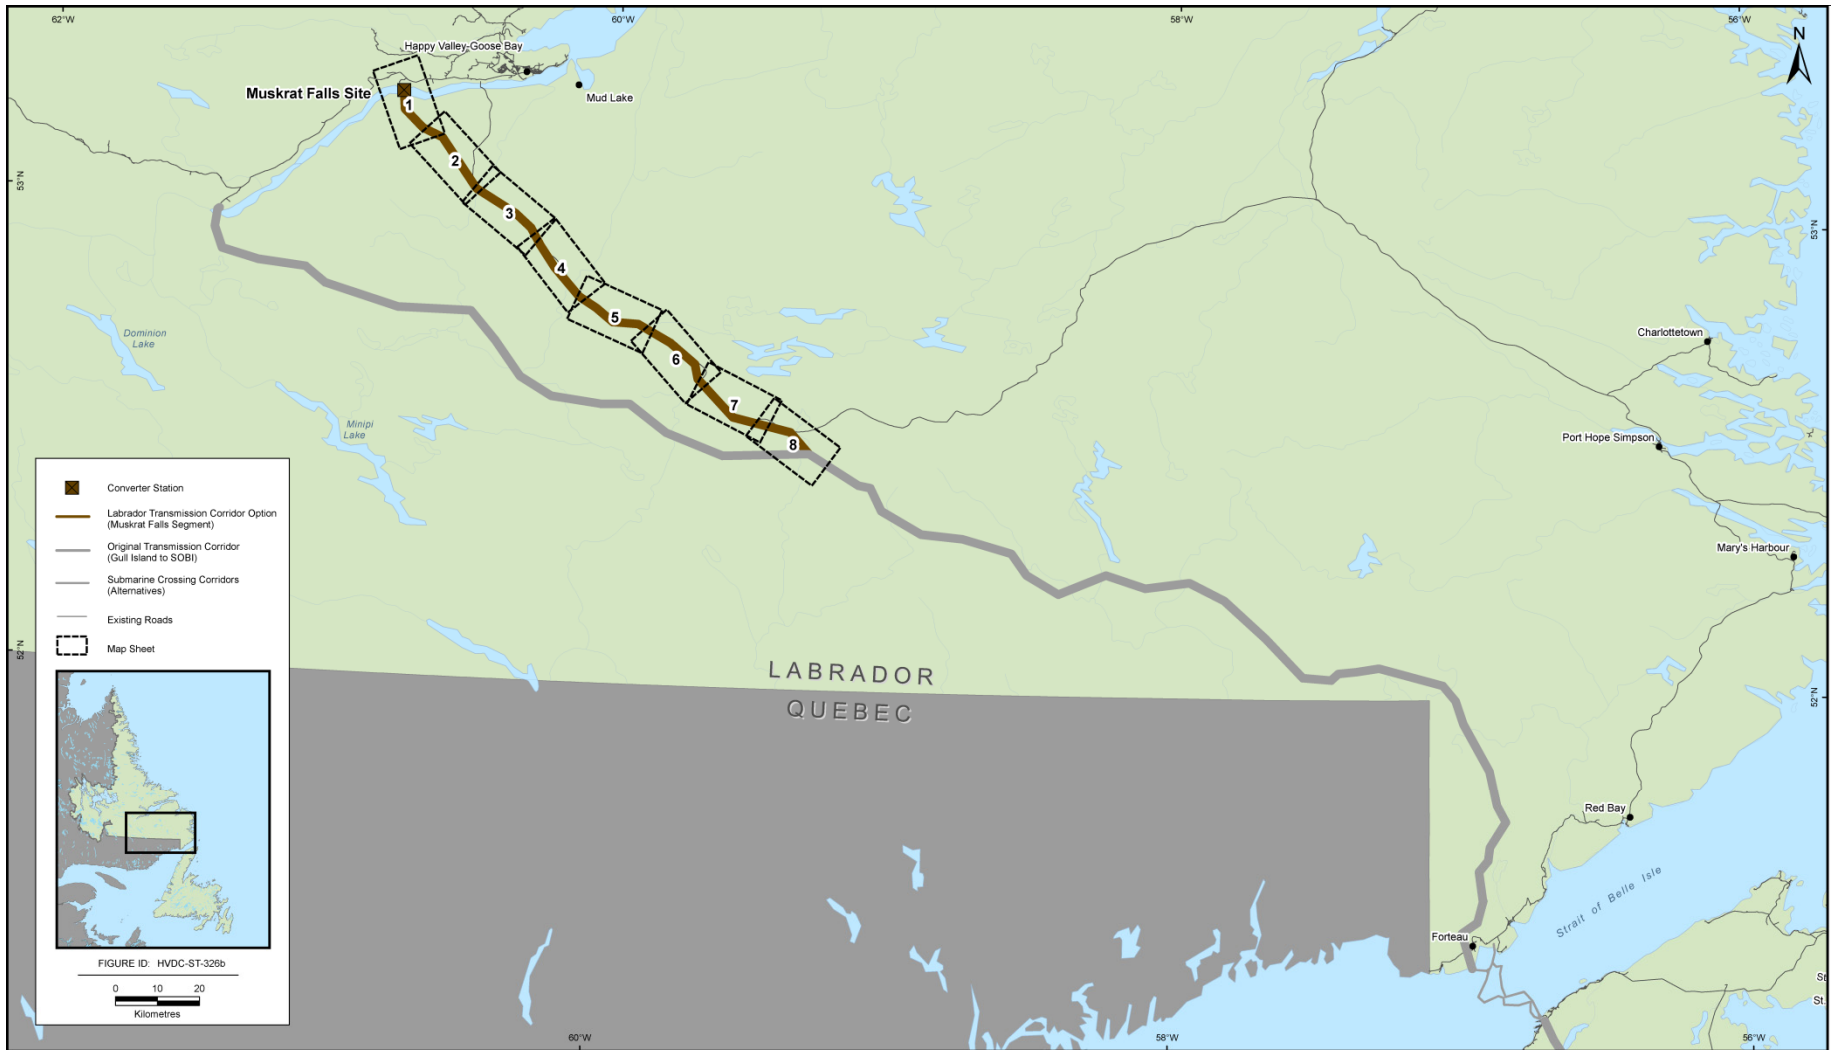 62°W
60°W
58°W
56°W
N
Happy Valley-Goose Bay
Muskrat Falls Site
Mud Lake
1
2
3
4
5
6
7
8
53°N
53°N
Dominion
Lake
Minipi
Lake
Charlottetown
Port Hope Simpson
Mary's Harbour
Converter Station
Labrador Transmission Corridor Option
(Muskrat Falls Segment)
Original Transmission Corridor
(Gull Island to SOBI)
Submarine Crossing Corridors
(Alternatives)
Existing Roads
Map Sheet
52°N
52°N
LABRADOR
QUEBEC
Red Bay
Strait of Belle Isle
Forteau
FIGURE ID: HVDC-ST-326b
0 10 20
Kilometres
St
St.
60°W
58°W
56°W